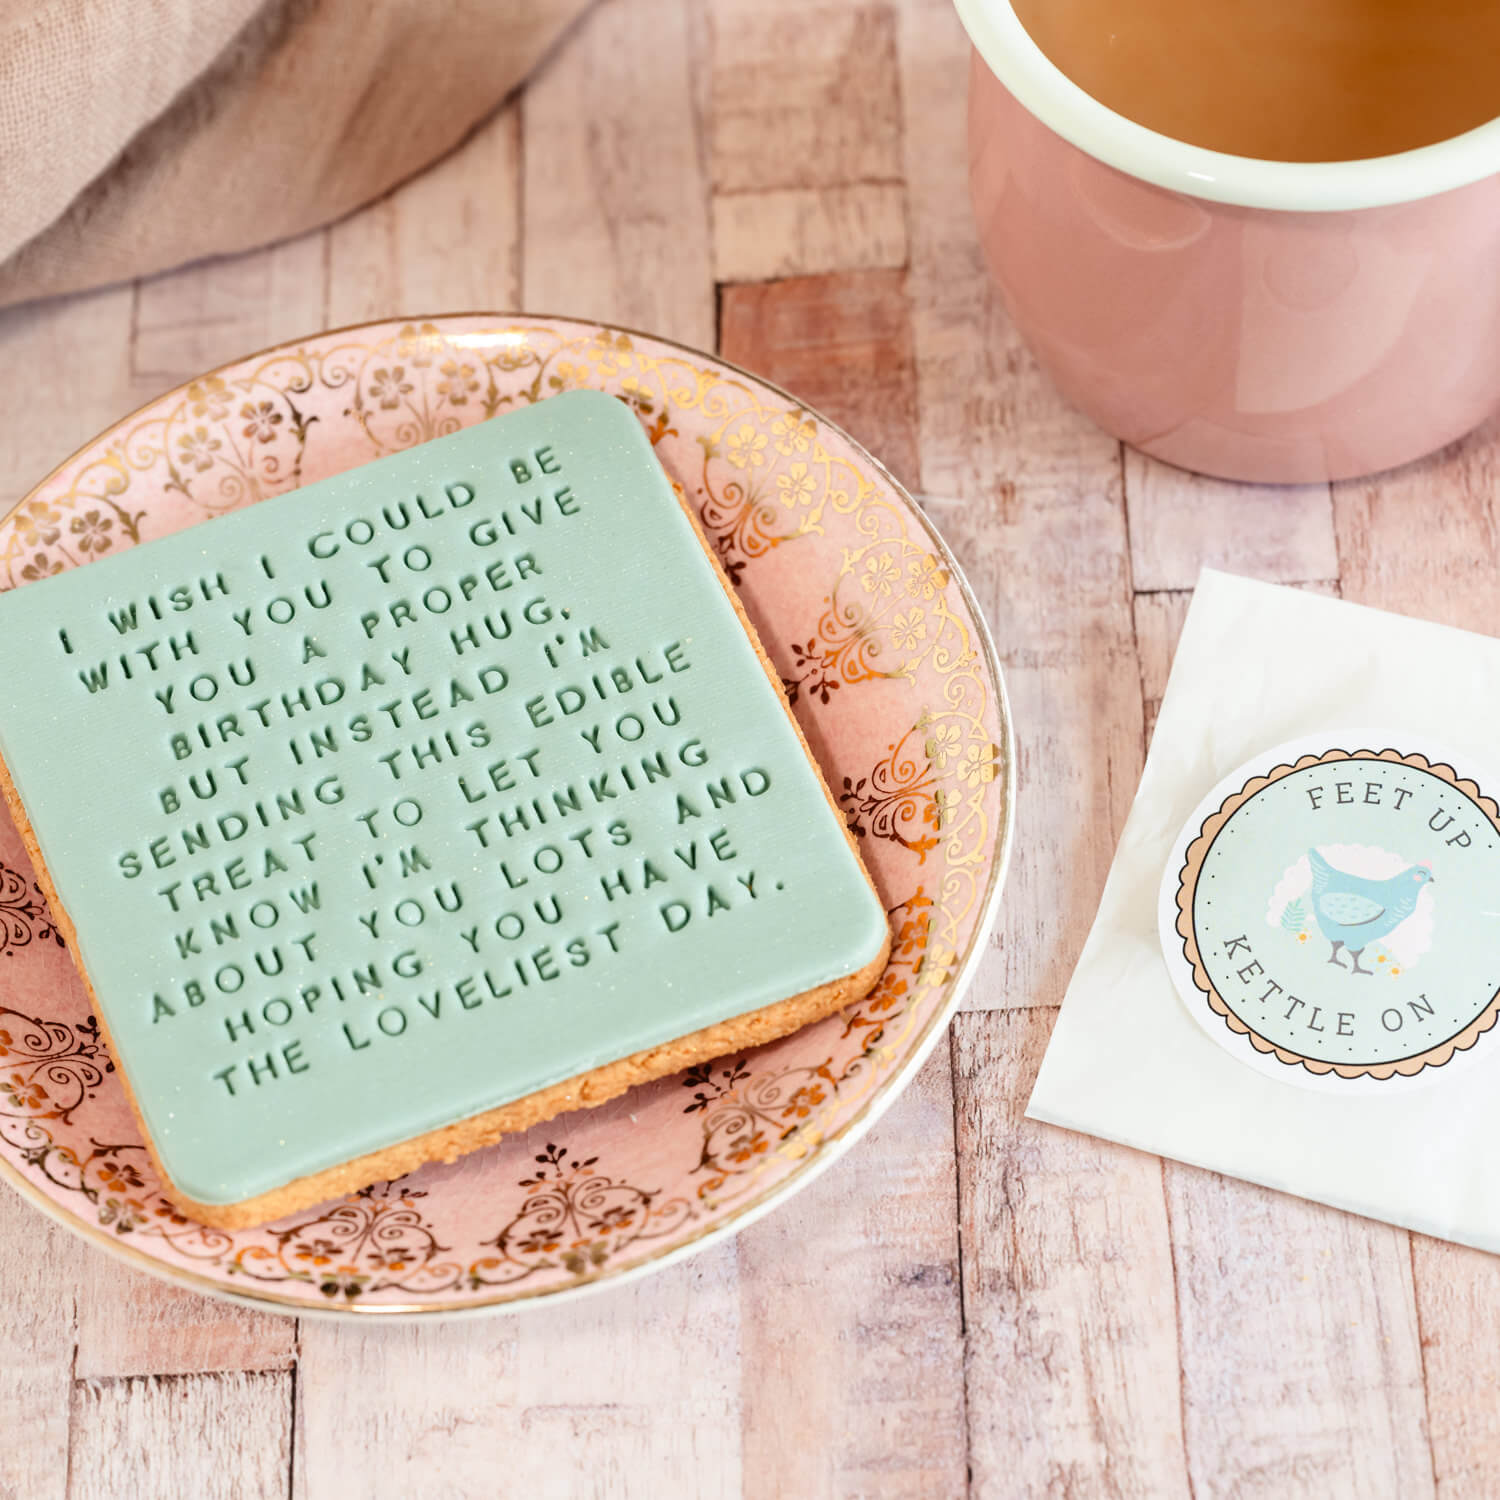 I WISH I COULD BE
WITH YOU TO GIVE
YOU A PROPER
BIRTHDAY HUG,
BUT INSTEAD I'M
SENDING THIS EDIBLE
TREAT TO LET YOU
KNOW I'M THINKING
ABOUT YOU LOTS AND
HOPING YOU HAVE
THE LOVELIEST DAY.
FEET UP
KETTLE ON